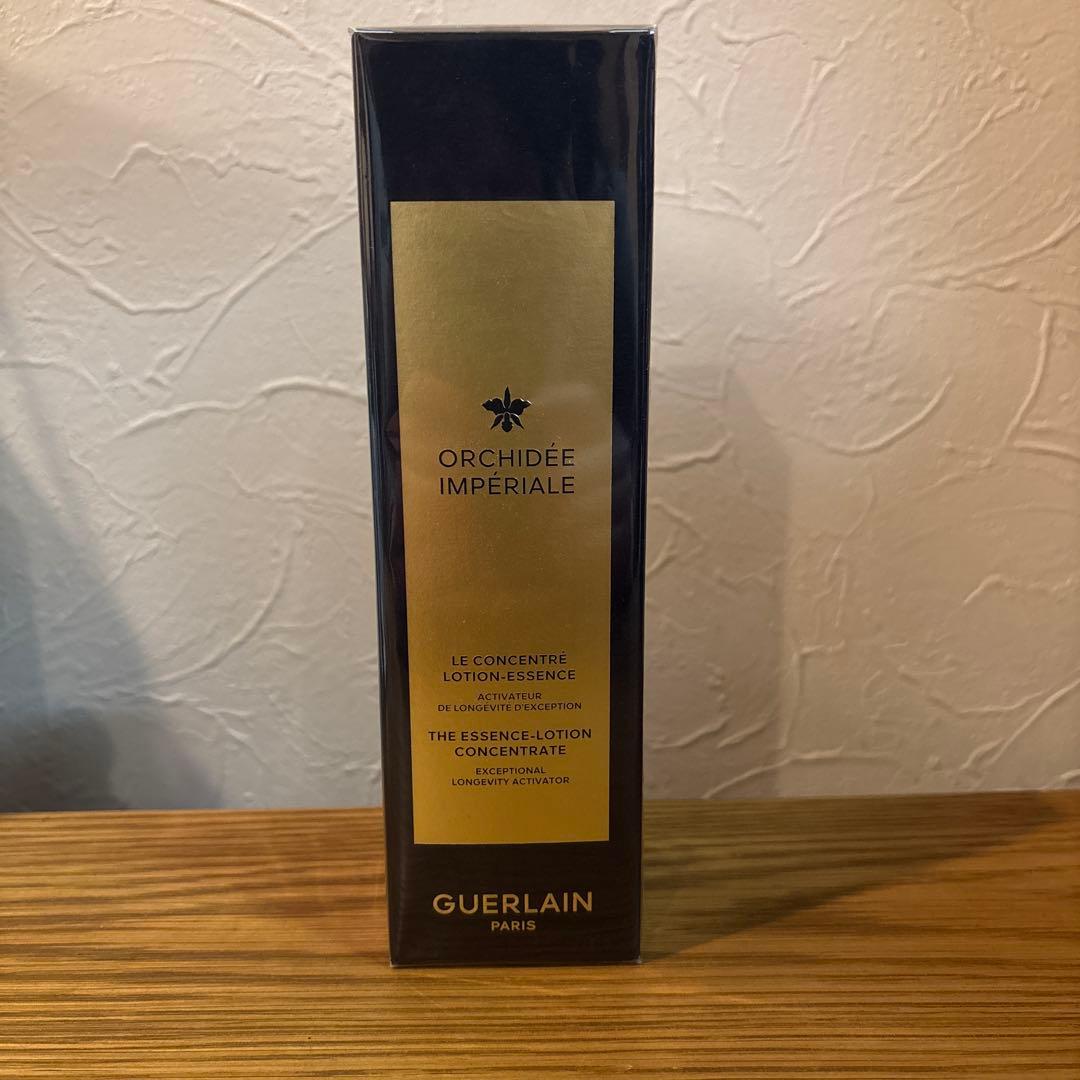 ORCHIDÉE
IMPÉRIALE
LE CONCENTRÉ
LOTION-ESSENCE
ACTIVATEUR
DE LONGÉVITÉ D'EXCEPTION
THE ESSENCE-LOTION
CONCENTRATE
EXCEPTIONAL
LONGEVITY ACTIVATOR
GUERLAIN
PARIS